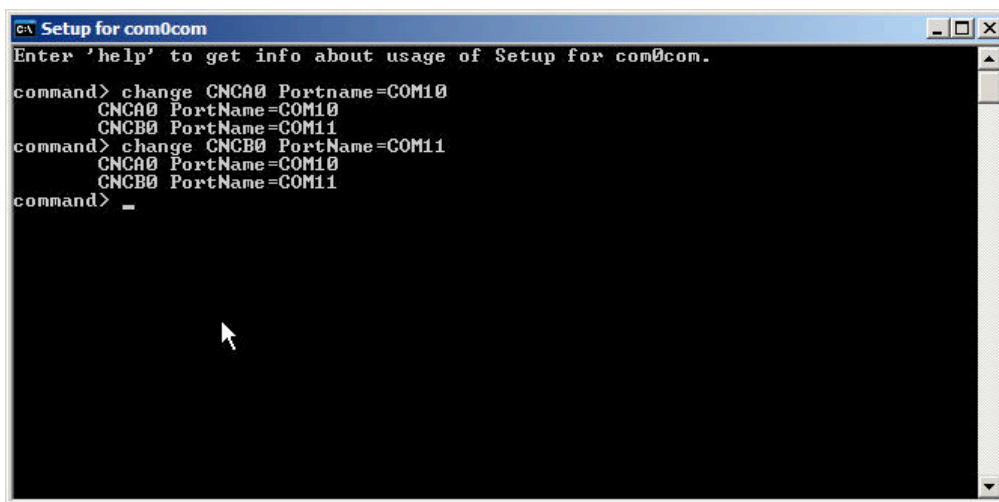 Setup for com0com
Enter 'help' to get info about usage of Setup for com0com.
command> change CNCA0 Portname=COM10
CNCA0 PortName=COM10
CNCB0 PortName=COM11
command> change CNCB0 PortName=COM11
CNCA0 PortName=COM10
CNCB0 PortName=COM11
command> _